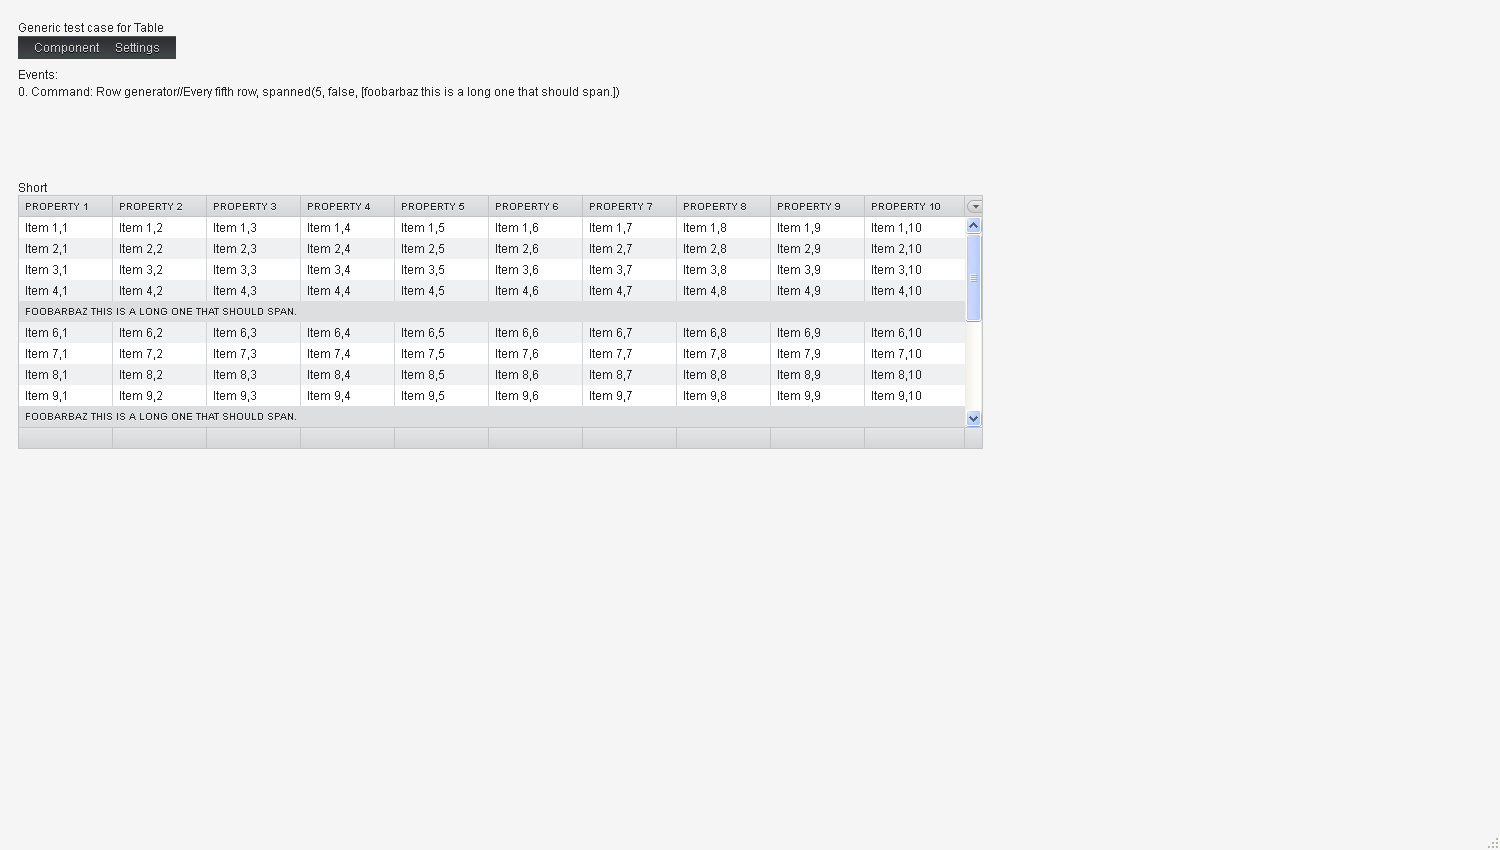 Generic test case for Table
Component Settings
Events:
0. Command: Row generator//Every fifth row, spanned(5, false, [foobarbaz this is a long one that should span.])
Short
PROPERTY 1 PROPERTY 2 PROPERTY 3 PROPERTY 4 PROPERTY 5 PROPERTY 6 PROPERTY 7 PROPERTY 8 PROPERTY 9 PROPERTY 10
Item 1,1 Item 1,2 Item 1,3 Item 1,4 Item 1,5 Item 1,6 Item 1,7 Item 1,8 Item 1,9 Item 1,10
Item 2,1 Item 2,2 Item 2,3 Item 2,4 Item 2,5 Item 2,6 Item 2,7 Item 2,8 Item 2,9 Item 2,10
Item 3,1 Item 3,2 Item 3,3 Item 3,4 Item 3,5 Item 3,6 Item 3,7 Item 3,8 Item 3,9 Item 3,10
Item 4,1 Item 4,2 Item 4,3 Item 4,4 Item 4,5 Item 4,6 Item 4,7 Item 4,8 Item 4,9 Item 4,10
FOOBARBAZ THIS IS A LONG ONE THAT SHOULD SPAN.
Item 6,1 Item 6,2 Item 6,3 Item 6,4 Item 6,5 Item 6,6 Item 6,7 Item 6,8 Item 6,9 Item 6,10
Item 7,1 Item 7,2 Item 7,3 Item 7,4 Item 7,5 Item 7,6 Item 7,7 Item 7,8 Item 7,9 Item 7,10
Item 8,1 Item 8,2 Item 8,3 Item 8,4 Item 8,5 Item 8,6 Item 8,7 Item 8,8 Item 8,9 Item 8,10
Item 9,1 Item 9,2 Item 9,3 Item 9,4 Item 9,5 Item 9,6 Item 9,7 Item 9,8 Item 9,9 Item 9,10
FOOBARBAZ THIS IS A LONG ONE THAT SHOULD SPAN.